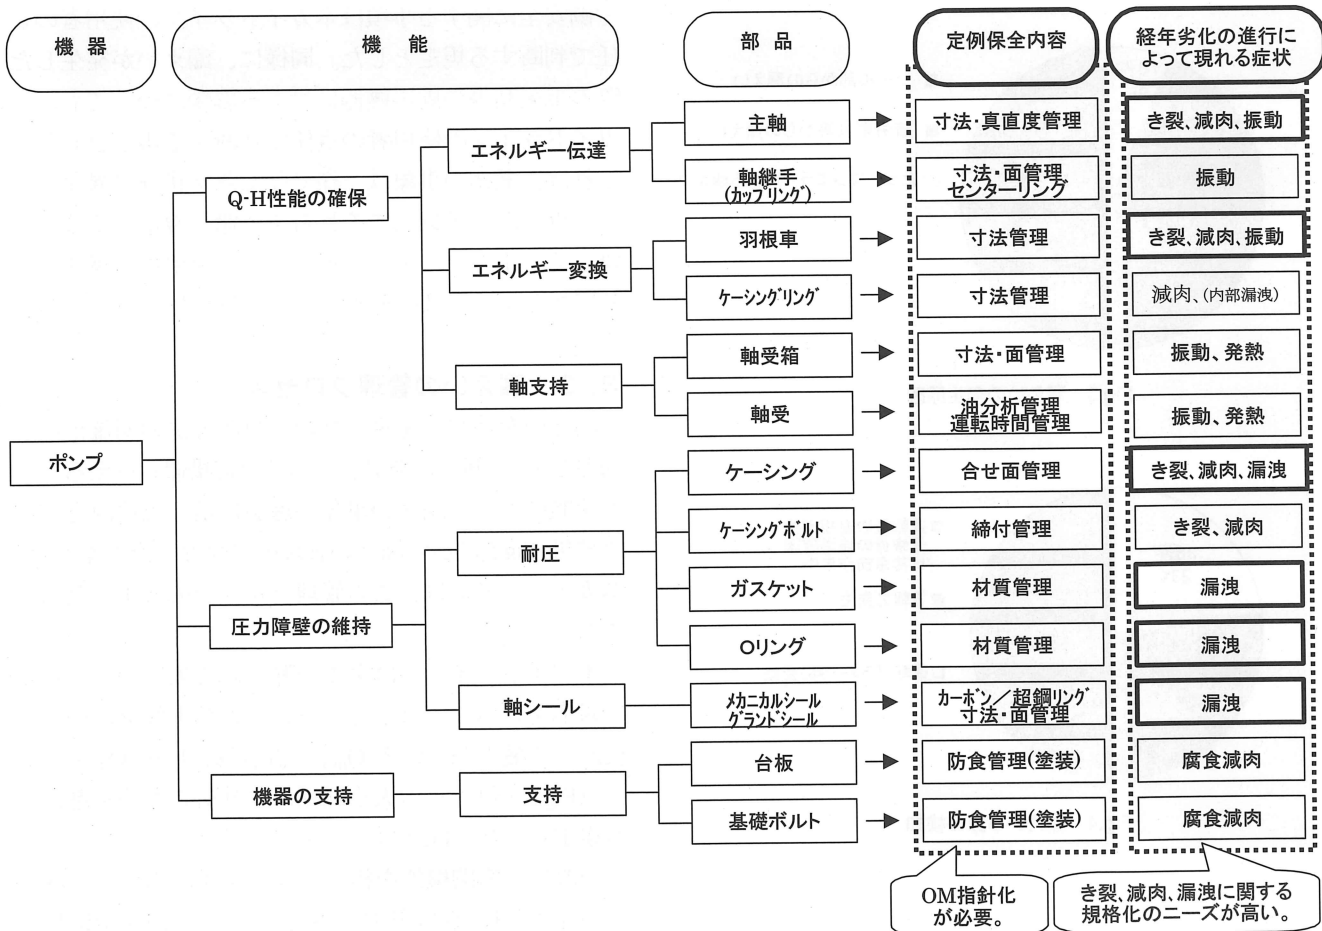 機 器
機 能
部 品
定例保全内容
経年劣化の進行に
よって現れる症状
ポンプ
Q-H性能の確保
エネルギー伝達
主軸
寸法・真直度管理
き裂、減肉、振動
軸継手
(カップリング)
寸法・面管理
センターリング
振動
エネルギー変換
羽根車
寸法管理
き裂、減肉、振動
ケーシングリング
寸法管理
減肉、(内部漏洩)
軸支持
軸受箱
寸法・面管理
振動、発熱
軸受
油分析管理
運転時間管理
振動、発熱
圧力障壁の維持
耐圧
ケーシング
合せ面管理
き裂、減肉、漏洩
ケーシングボルト
締付管理
き裂、減肉
ガスケット
材質管理
漏洩
Oリング
材質管理
漏洩
軸シール
メカニカルシール
グランドシール
カーボン／超鋼リング
寸法・面管理
漏洩
機器の支持
支持
台板
防食管理(塗装)
腐食減肉
基礎ボルト
防食管理(塗装)
腐食減肉
OM指針化
が必要。
き裂、減肉、漏洩に関する
規格化のニーズが高い。